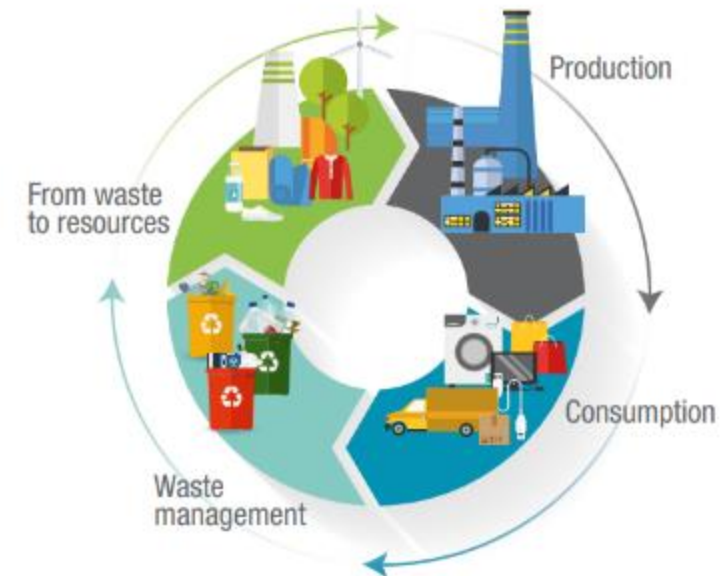 Production
From waste
to resources
Consumption
Waste
management